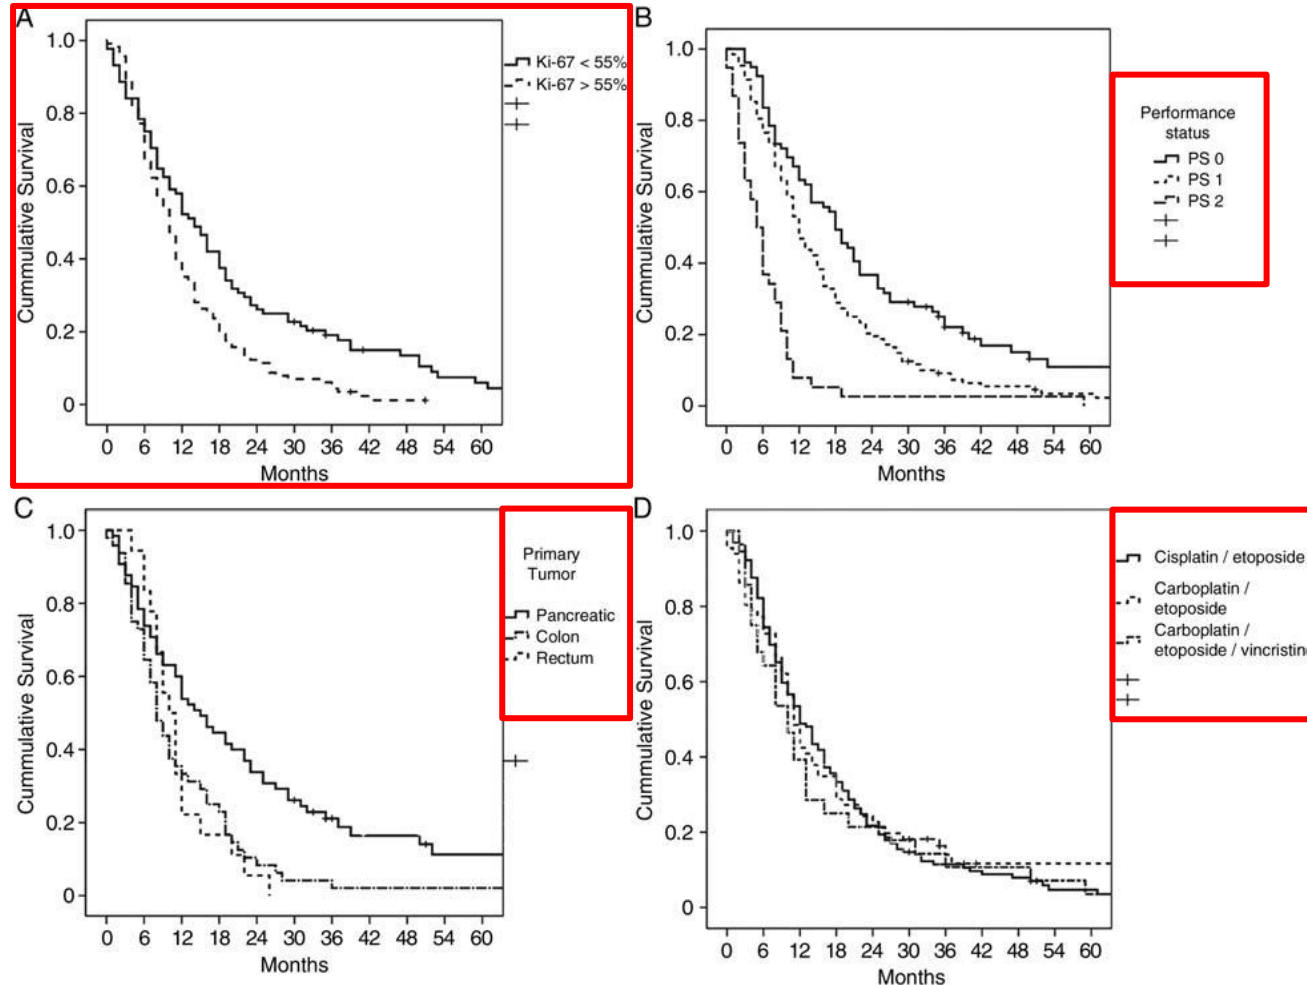 A
1.0
0.8
0.6
0.4
0.2
0
Cummulative Survival
0 6 12 18 24 30 36 42 48 54 60
Months
Ki-67 < 55%
Ki-67 > 55%
B
1.0
0.8
0.6
0.4
0.2
0
Cummulative Survival
0 6 12 18 24 30 36 42 48 54 60
Months
Performance
status
PS 0
PS 1
PS 2
C
1.0
0.8
0.6
0.4
0.2
0
Cummulative Survival
0 6 12 18 24 30 36 42 48 54 60
Months
Primary
Tumor
Pancreatic
Colon
Rectum
D
1.0
0.8
0.6
0.4
0.2
0
Cummulative Survival
0 6 12 18 24 30 36 42 48 54 60
Months
Cisplatin / etoposide
Carboplatin /
etoposide
Carboplatin /
etoposide / vincristine